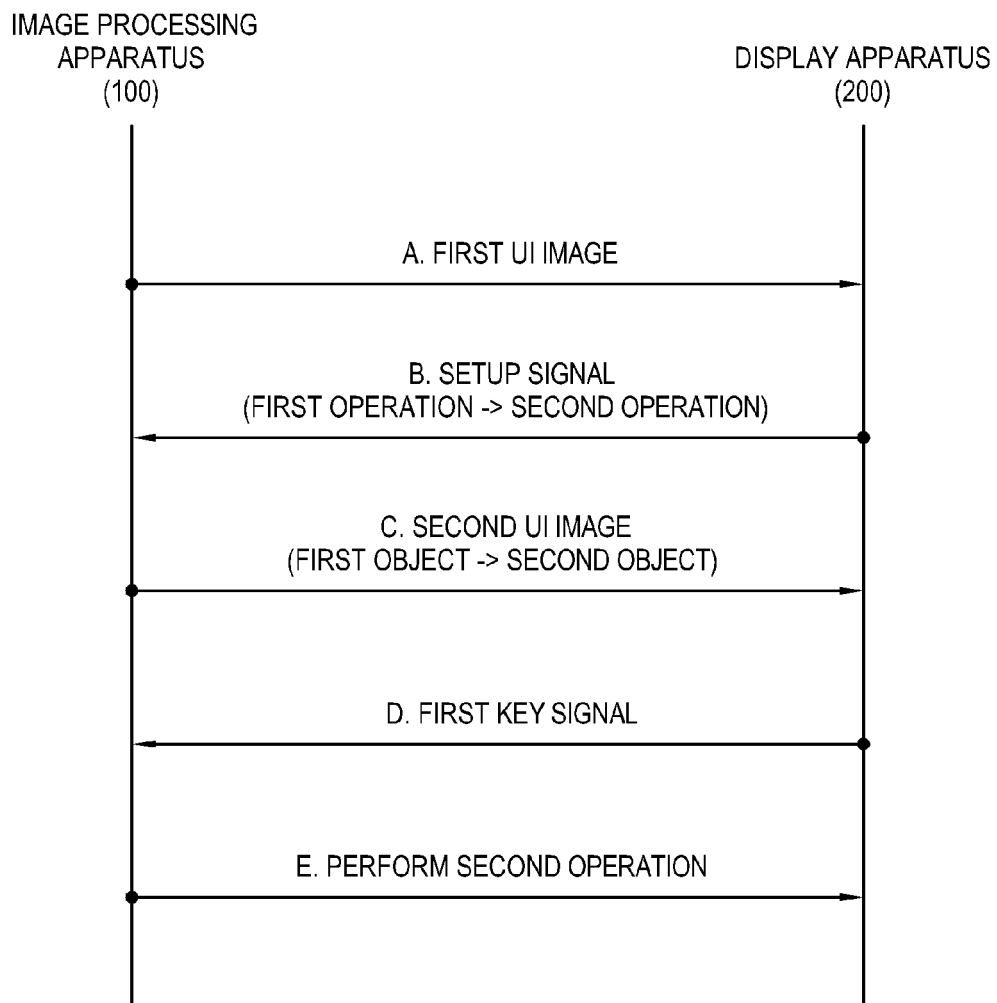 IMAGE PROCESSING
APPARATUS
(100)
DISPLAY APPARATUS
(200)
A. FIRST UI IMAGE
B. SETUP SIGNAL
(FIRST OPERATION -> SECOND OPERATION)
C. SECOND UI IMAGE
(FIRST OBJECT -> SECOND OBJECT)
D. FIRST KEY SIGNAL
E. PERFORM SECOND OPERATION